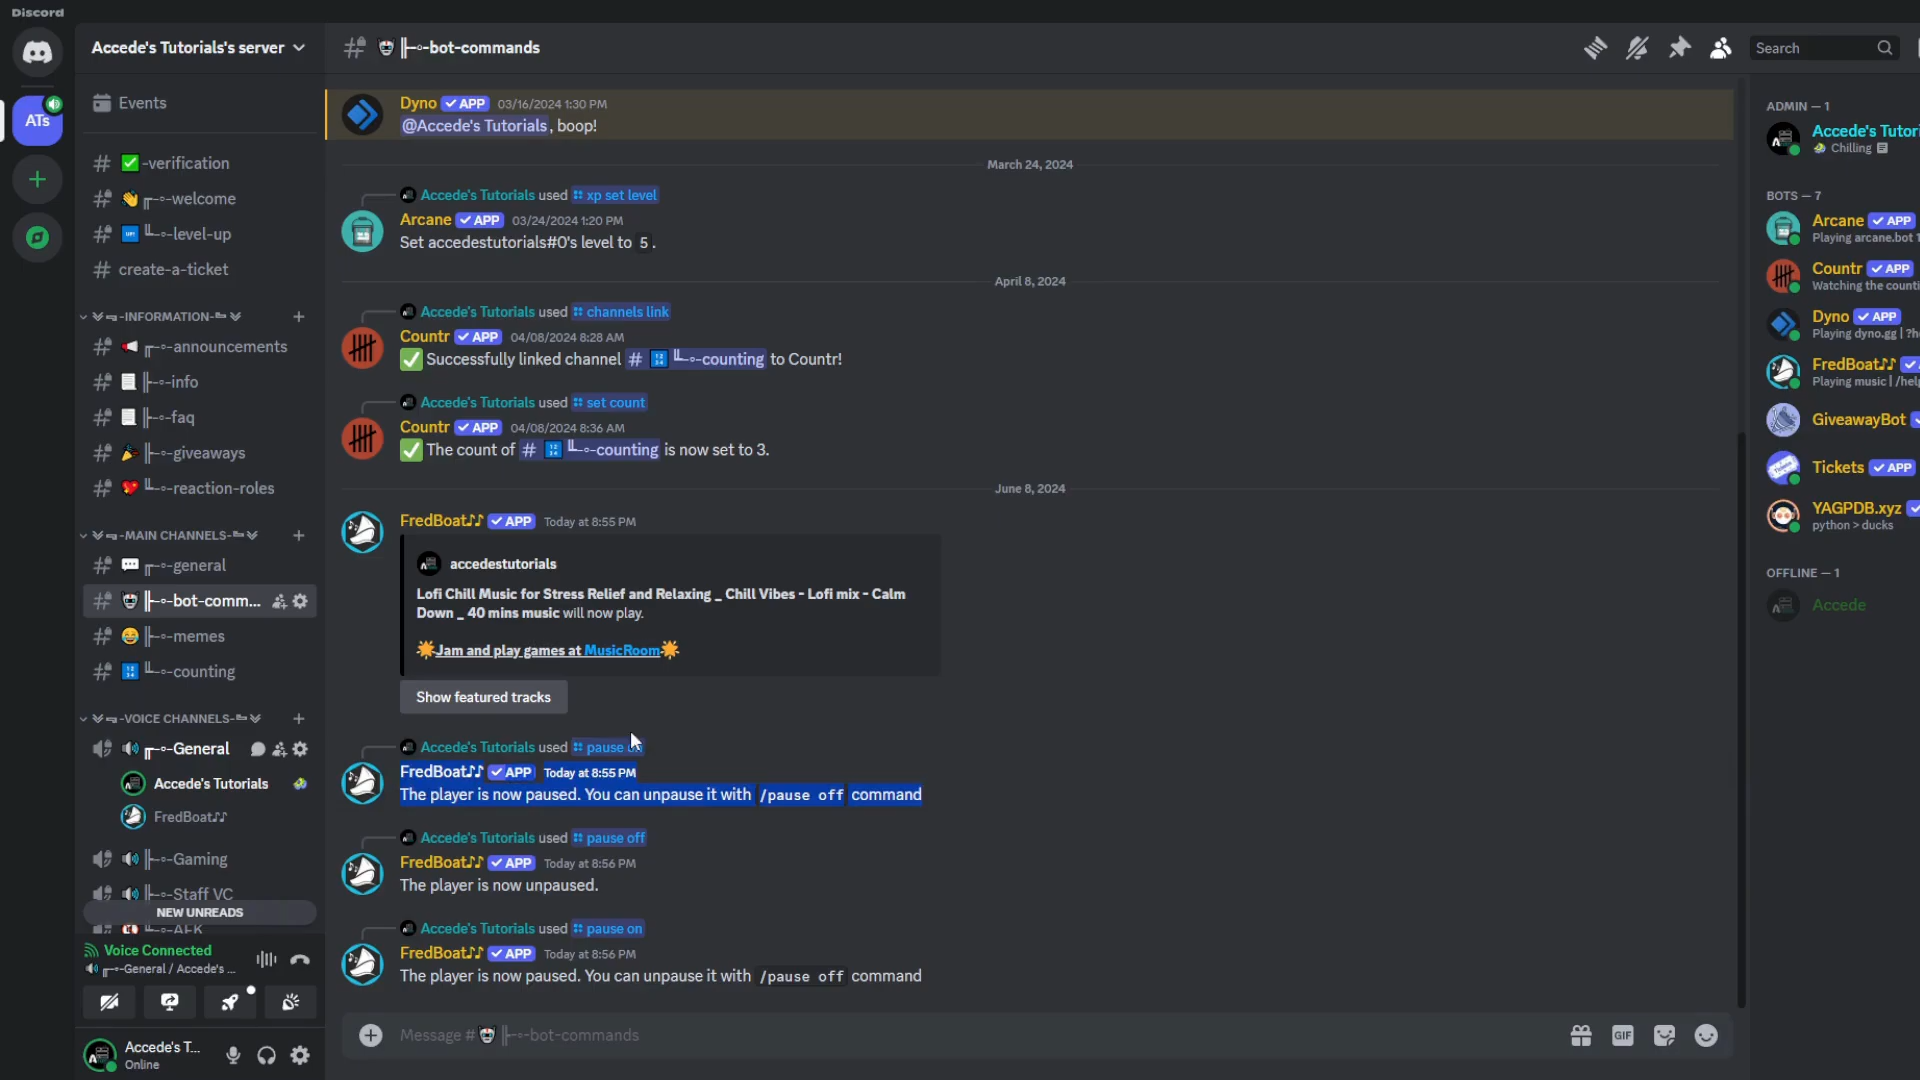 Discord
Accede's Tutorials's server
Events
ATs
-verification
-welcome
-level-up
create-a-ticket
-INFORMATION-
-announcements
-info
-faq
-giveaways
-reaction-roles
-MAIN CHANNELS-
-general
-bot-comm...
-memes
-counting
-VOICE CHANNELS-
-General
Accede's Tutorials
FredBoat♪♪
-Gaming
-Staff VC
NEW UNREADS
-AFK
Voice Connected
-General / Accede's ...
Accede's T...
Online
-bot-commands
Search
Dyno APP 03/16/2024 1:30 PM
@Accede's Tutorials, boop!
March 24, 2024
Accede's Tutorials used xp set level
Arcane APP 03/24/2024 1:20 PM
Set accedestutorials#0's level to 5.
April 8, 2024
Accede's Tutorials used channels link
Countr APP 04/08/2024 8:28 AM
Successfully linked channel # -counting to Countr!
Accede's Tutorials used set count
Countr APP 04/08/2024 8:36 AM
The count of # -counting is now set to 3.
June 8, 2024
FredBoat♪♪ APP Today at 8:55 PM
accedestutorials
Lofi Chill Music for Stress Relief and Relaxing _ Chill Vibes - Lofi mix - Calm
Down _ 40 mins music will now play.
Jam and play games at MusicRoom
Show featured tracks
Accede's Tutorials used pause on
FredBoat♪♪ APP Today at 8:55 PM
The player is now paused. You can unpause it with /pause off command
Accede's Tutorials used pause off
FredBoat♪♪ APP Today at 8:56 PM
The player is now unpaused.
Accede's Tutorials used pause on
FredBoat♪♪ APP Today at 8:56 PM
The player is now paused. You can unpause it with /pause off command
Message # -bot-commands
GIF
ADMIN — 1
Accede's Tutori
Chilling
BOTS — 7
Arcane APP
Playing arcane.bot 1
Countr APP
Watching the counti
Dyno APP
Playing dyno.gg | ?h
FredBoat♪♪
Playing music | /help
GiveawayBot
Tickets APP
YAGPDB.xyz
python > ducks
OFFLINE — 1
Accede